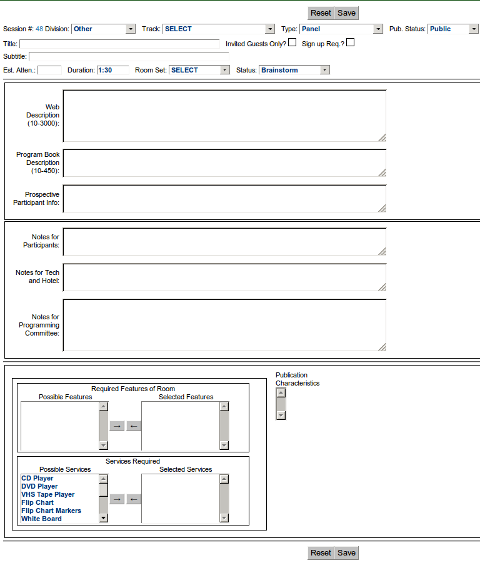 Reset Save
Session #: 48 Division: Other Track: SELECT Type: Panel Pub. Status: Public
Title: Invited Guests Only? Sign up Req.?
Subtitle:
Est. Atten.: Duration: 1:30 Room Set: SELECT Status: Brainstorm
Web
Description
(10-3000):
Program Book
Description
(10-450):
Prospective
Participant Info:
Notes for
Participants:
Notes for Tech
and Hotel:
Notes for
Programming
Committee:
Publication
Characteristics
Required Features of Room
Possible Features Selected Features
Services Required
Possible Services Selected Services
CD Player
DVD Player
VHS Tape Player
Flip Chart
Flip Chart Markers
White Board
Reset Save